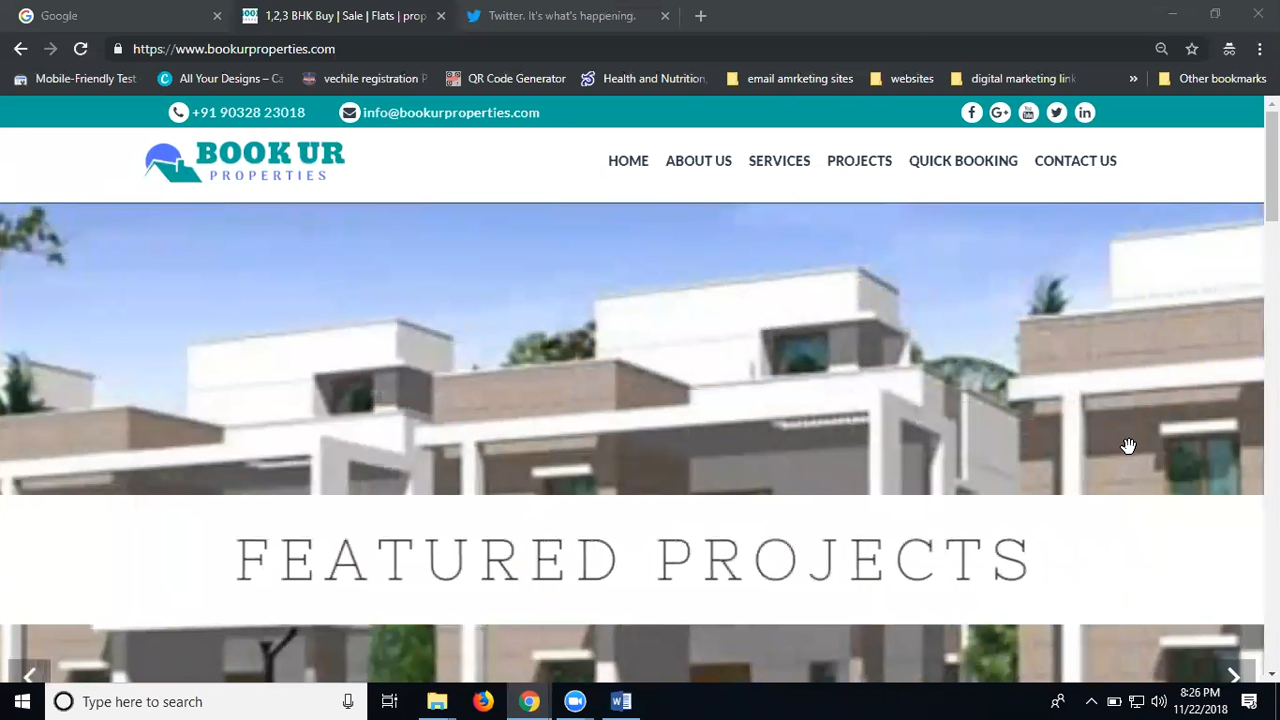 Google
1,2,3 BHK Buy | Sale | Flats | prop
Twitter. It's what's happening.
https://www.bookurproperties.com
Mobile-Friendly Test
All Your Designs – Ca
vechile registration P
QR Code Generator
Health and Nutrition,
email amrketing sites
websites
digital marketing link
»
Other bookmarks
+91 90328 23018
info@bookurproperties.com
f
G+
You Tube
in
BOOK UR
PROPERTIES
HOME
ABOUT US
SERVICES
PROJECTS
QUICK BOOKING
CONTACT US
FEATURED PROJECTS
Type here to search
8:26 PM
11/22/2018